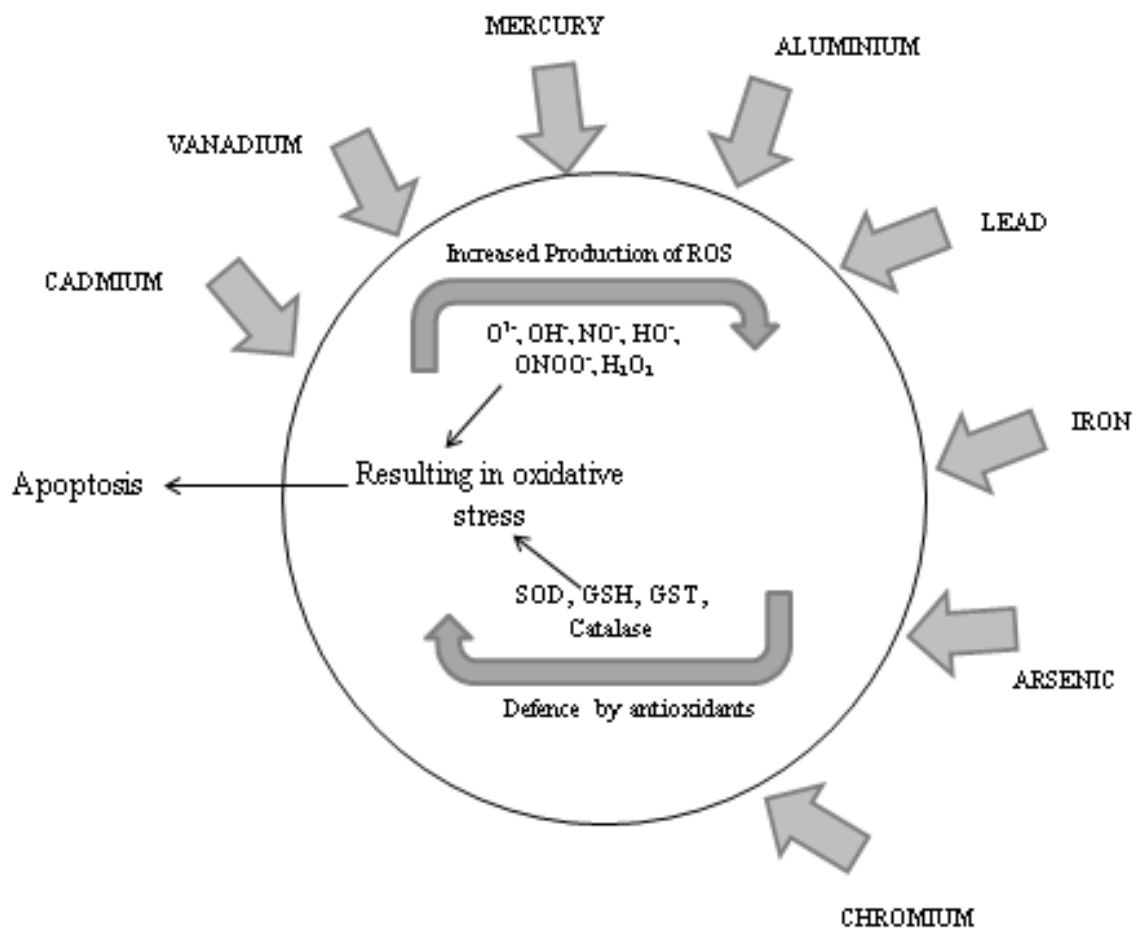 MERCURY
ALUMINIUM
VANADIUM
LEAD
CADMIUM
Increased Production of ROS
O¹⁻, OH⁻, NO⁻, HO⁻,
ONOO⁻, H₂O₂
IRON
Apoptosis
Resulting in oxidative
stress
SOD, GSH, GST,
Catalase
ARSENIC
Defence by antioxidants
CHROMIUM